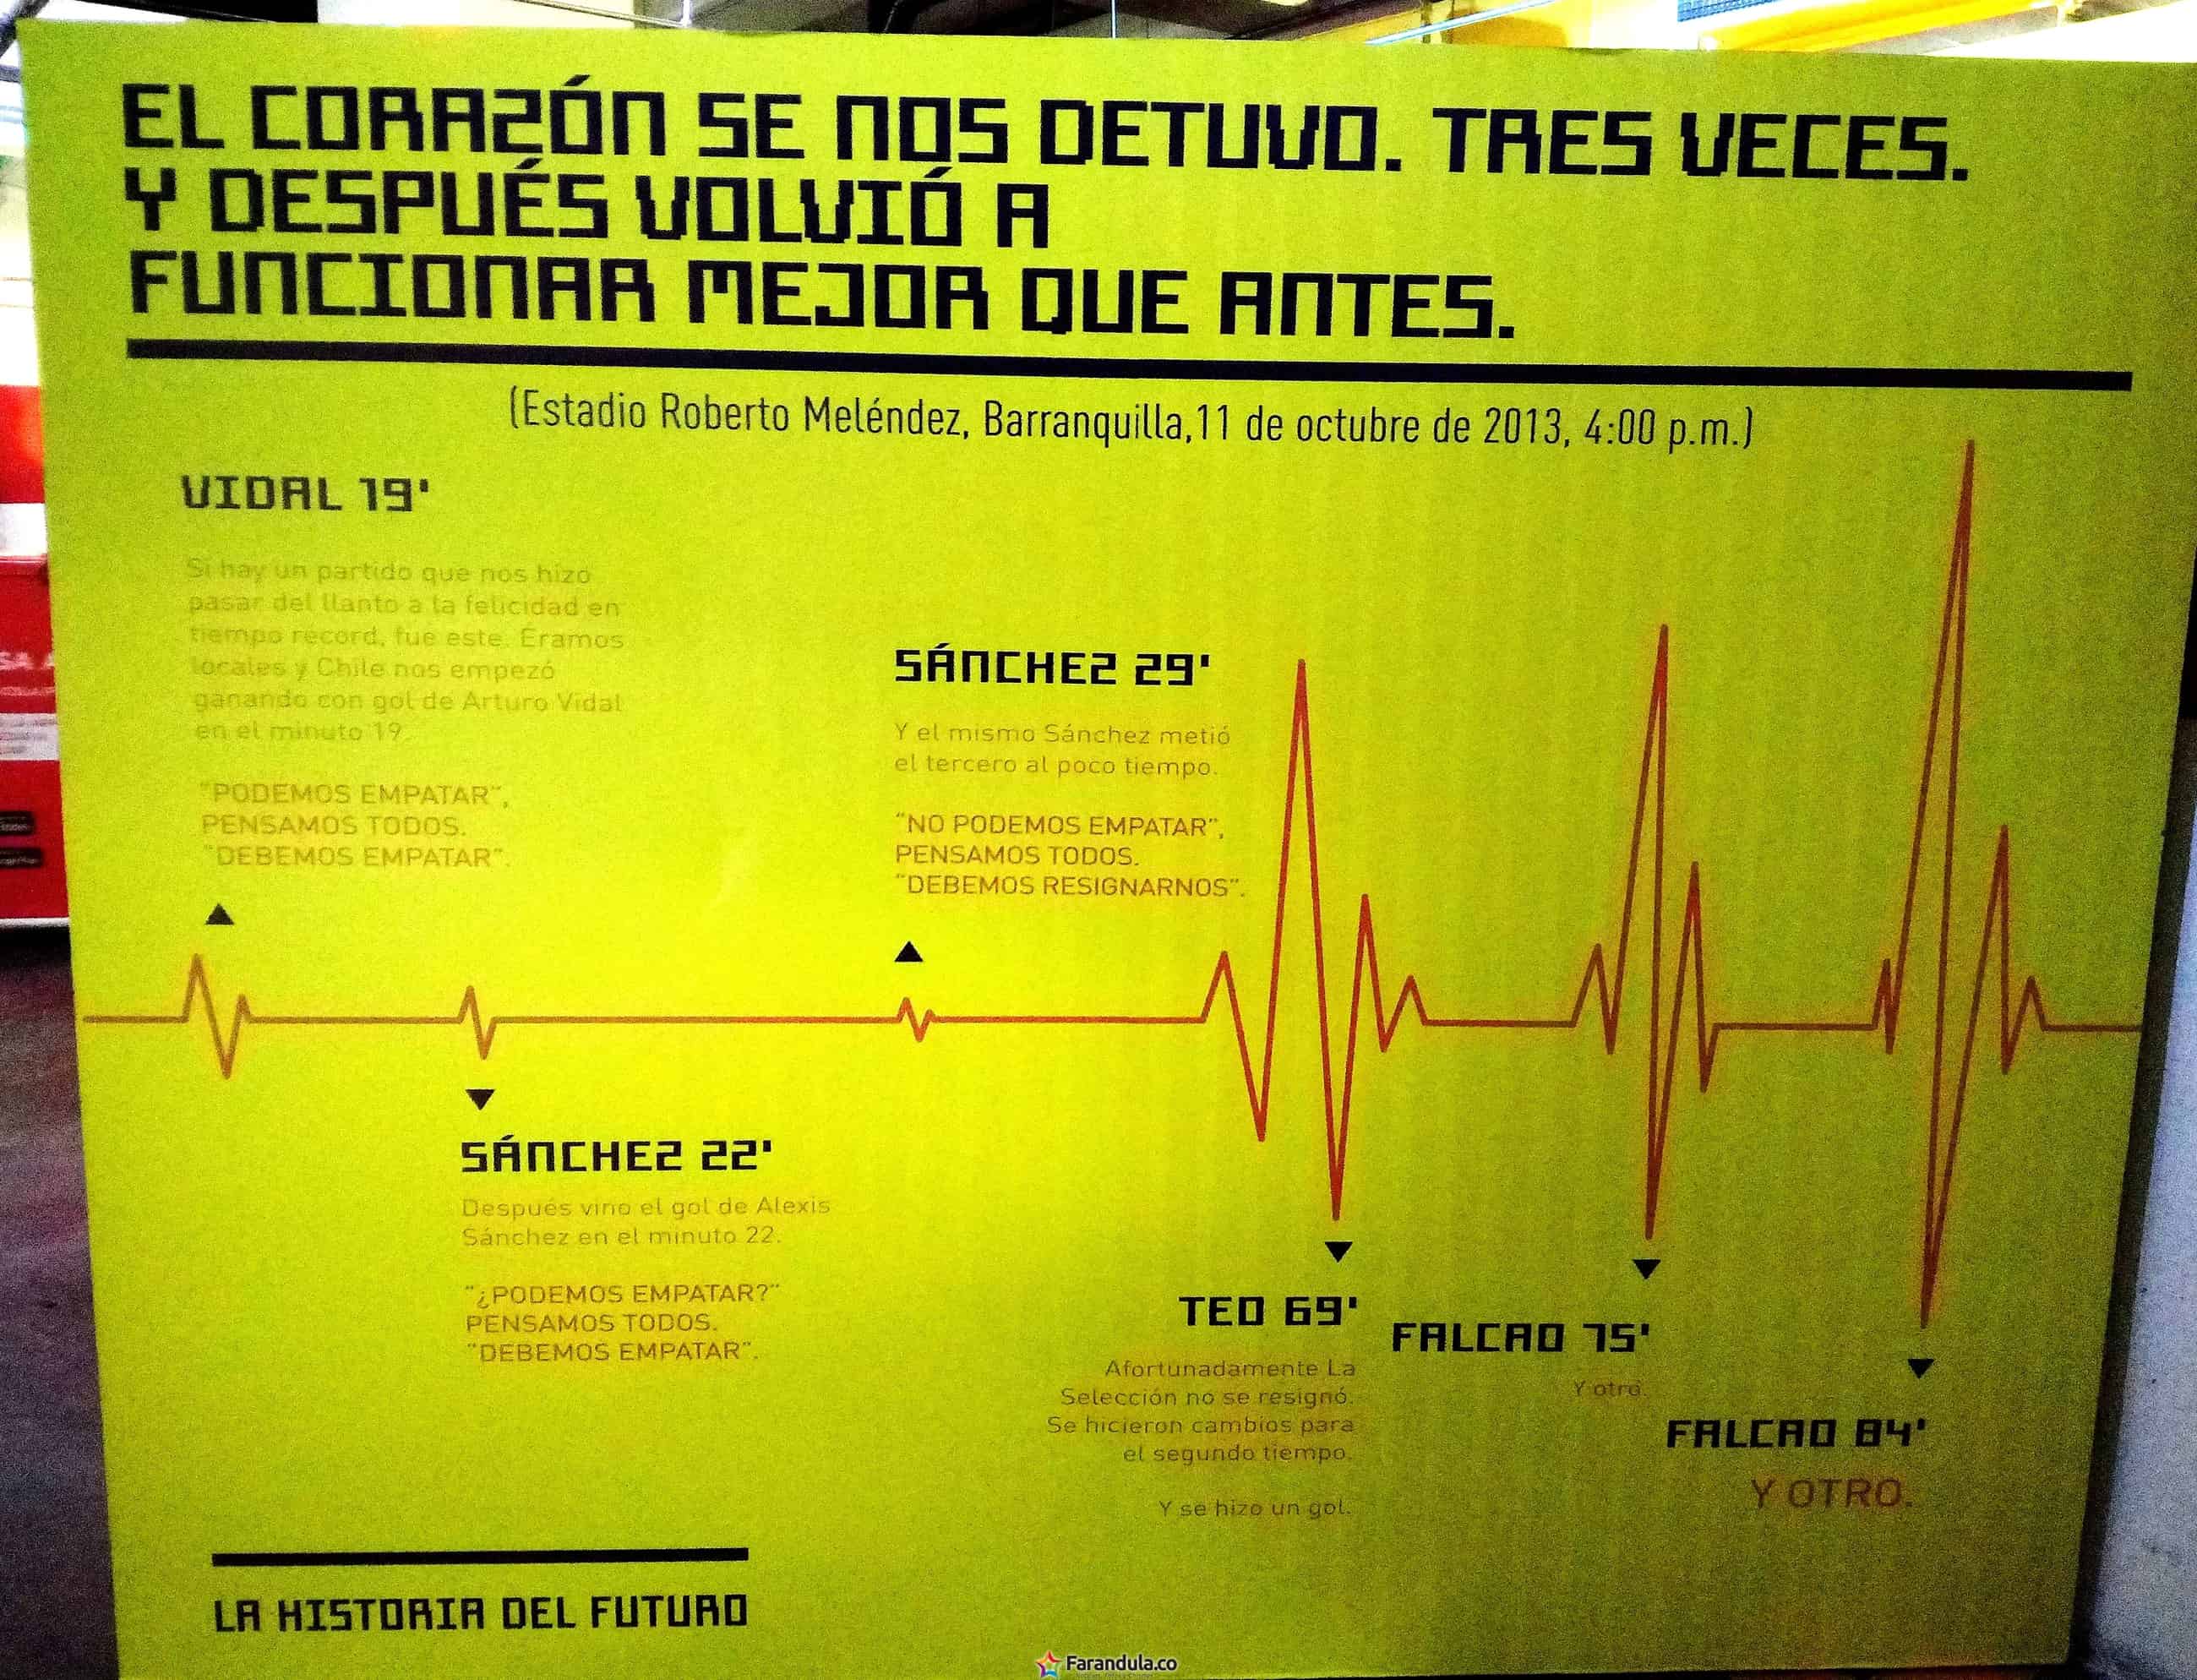 EL CORAZÓN SE NOS DETUVO. TRES VECES.
Y DESPUÉS VOLVIÓ A
FUNCIONAR MEJOR QUE ANTES.
(Estadio Roberto Meléndez, Barranquilla,11 de octubre de 2013, 4:00 p.m.)
VIDAL 19'
Si hay un partido que nos hizo
pasar del llanto a la felicidad en
tiempo record, fue este. Éramos
locales y Chile nos empezó
ganando con gol de Arturo Vidal
en el minuto 19.
"PODEMOS EMPATAR",
PENSAMOS TODOS.
"DEBEMOS EMPATAR".
SÁNCHEZ 22'
Después vino el gol de Alexis
Sánchez en el minuto 22.
"¿PODEMOS EMPATAR?"
PENSAMOS TODOS.
"DEBEMOS EMPATAR".
SÁNCHEZ 29'
Y el mismo Sánchez metió
el tercero al poco tiempo.
"NO PODEMOS EMPATAR",
PENSAMOS TODOS.
"DEBEMOS RESIGNARNOS".
TEO 69'
Afortunadamente La
Selección no se resignó.
Se hicieron cambios para
el segundo tiempo.
Y se hizo un gol.
FALCAO 75'
Y otro.
FALCAO 84'
Y OTRO.
LA HISTORIA DEL FUTURO
Farandula.co